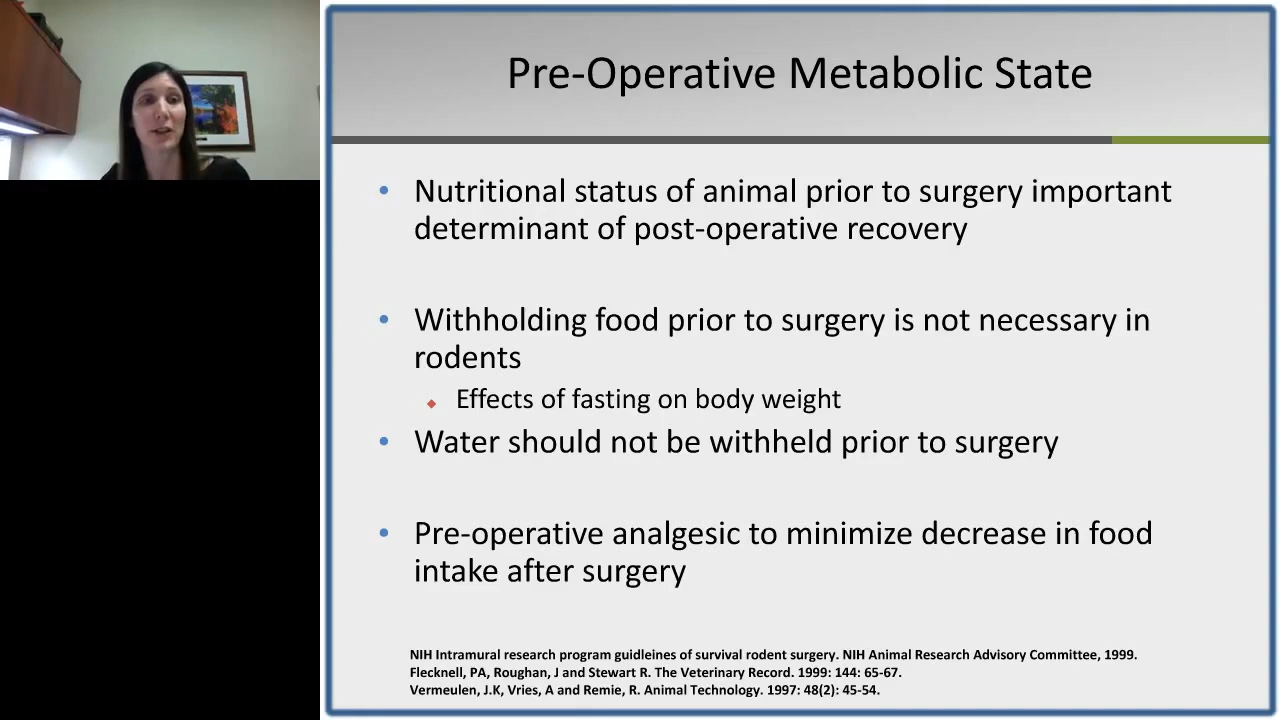 Pre-Operative Metabolic State
• Nutritional status of animal prior to surgery important
determinant of post-operative recovery
• Withholding food prior to surgery is not necessary in
rodents
◆ Effects of fasting on body weight
• Water should not be withheld prior to surgery
• Pre-operative analgesic to minimize decrease in food
intake after surgery
NIH Intramural research program guidleines of survival rodent surgery. NIH Animal Research Advisory Committee, 1999.
Flecknell, PA, Roughan, J and Stewart R. The Veterinary Record. 1999: 144: 65-67.
Vermeulen, J.K, Vries, A and Remie, R. Animal Technology. 1997: 48(2): 45-54.